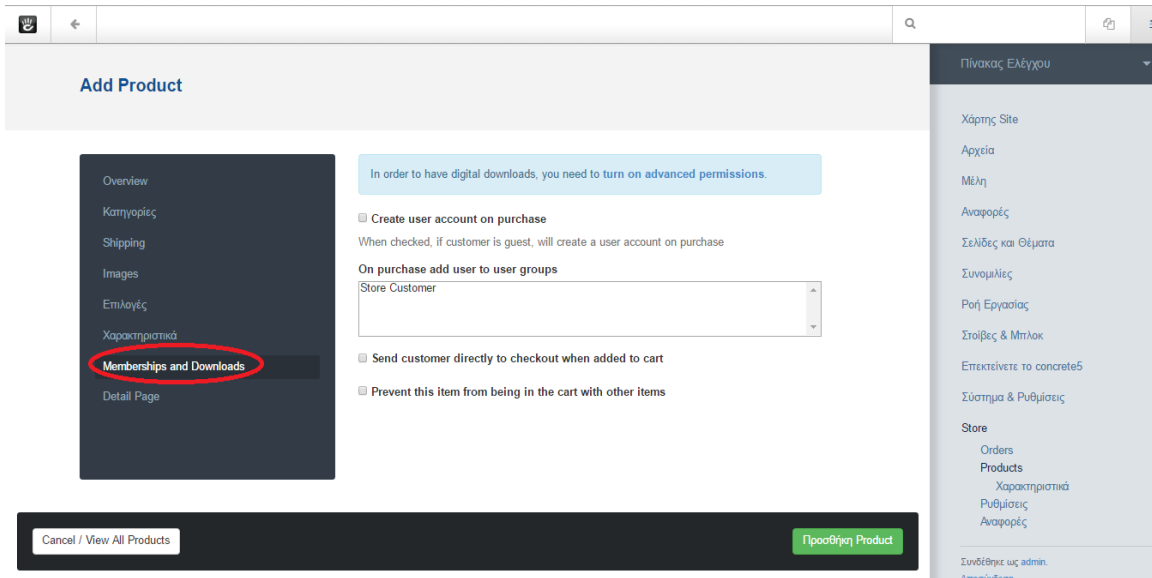 Add Product
Overview
Κατηγορίες
Shipping
Images
Επιλογές
Χαρακτηριστικά
Memberships and Downloads
Detail Page
In order to have digital downloads, you need to turn on advanced permissions.
Create user account on purchase
When checked, if customer is guest, will create a user account on purchase
On purchase add user to user groups
Store Customer
Send customer directly to checkout when added to cart
Prevent this item from being in the cart with other items
Cancel / View All Products
Προσθήκη Product
Πίνακας Ελέγχου
Χάρτης Site
Αρχεία
Μέλη
Αναφορές
Σελίδες και Θέματα
Συνομιλίες
Ροή Εργασίας
Στοίβες & Μπλοκ
Επεκτείνετε το concrete5
Σύστημα & Ρυθμίσεις
Store
Orders
Products
Χαρακτηριστικά
Ρυθμίσεις
Αναφορές
Συνδέθηκε ως admin.